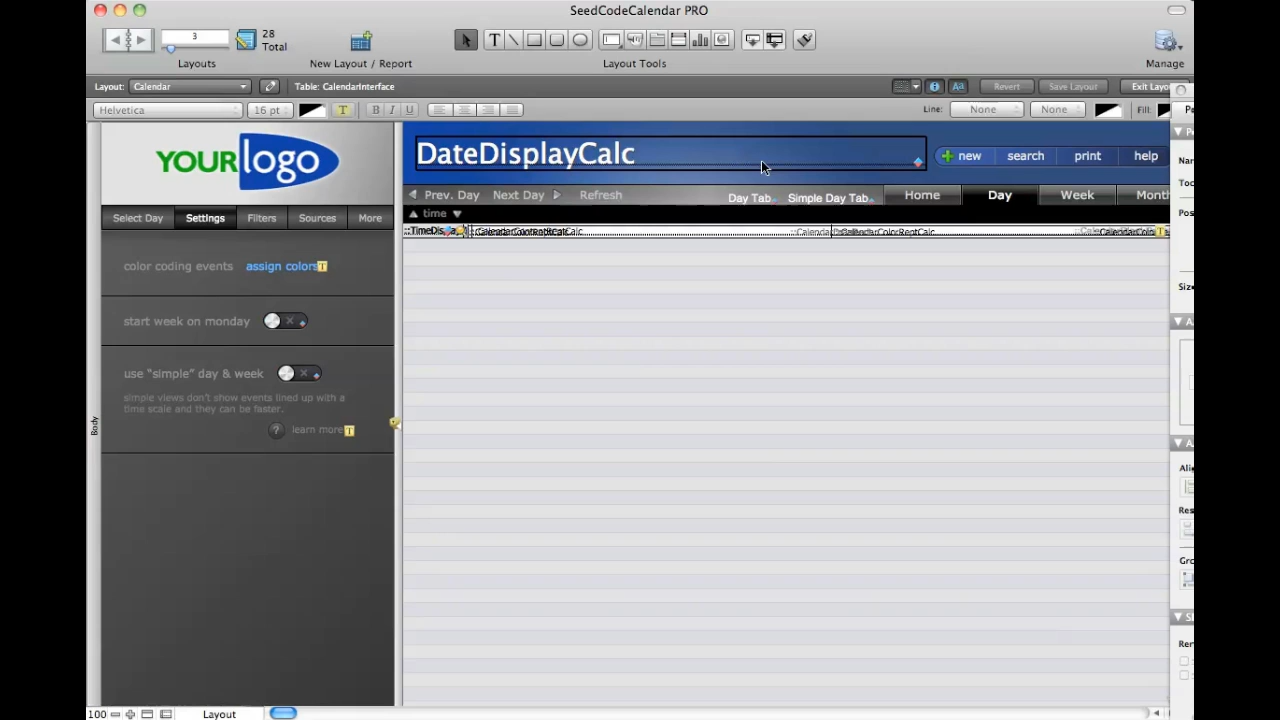 SeedCodeCalendar PRO
3
28
Total
Layouts
New Layout / Report
Layout Tools
Manage
Layout: Calendar
Table: CalendarInterface
Aa
Revert
Save Layout
Exit Layou
Helvetica
16 pt
T
B I U
Line: None
None
Fill:
YOURlogo
DateDisplayCalc
new
search
print
help
Prev. Day
Next Day
Refresh
Day Tab
Simple Day Tab
Home
Day
Week
Month
Select Day
Settings
Filters
Sources
More
time
color coding events
assign colors
T
start week on monday
use “simple” day & week
simple views don’t show events lined up with a
time scale and they can be faster.
? learn more
T
Body
100
Layout